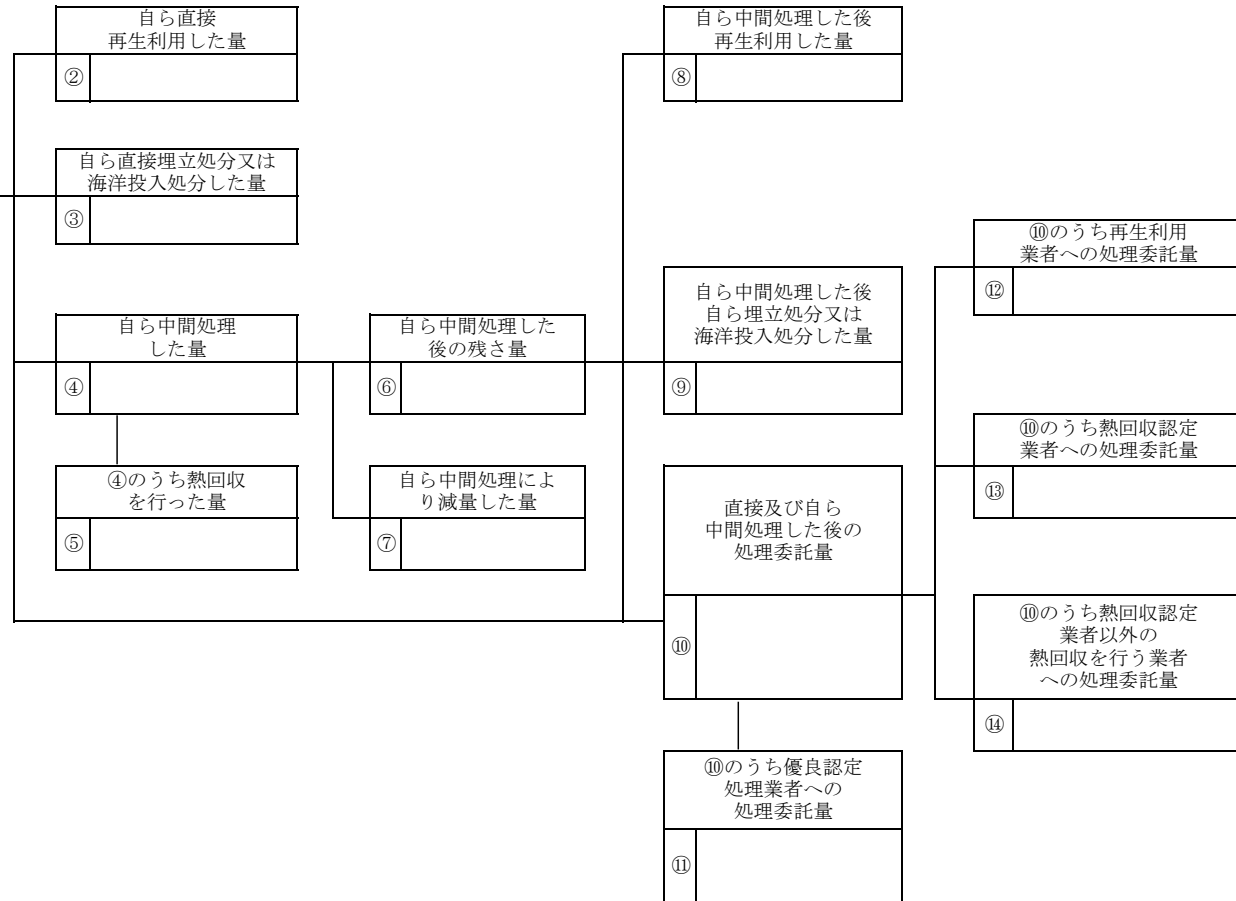 自ら直接
再生利用した量
②
自ら直接埋立処分又は
海洋投入処分した量
③
自ら中間処理
した量
④
④のうち熱回収
を行った量
⑤
自ら中間処理した
後の残さ量
⑥
自ら中間処理によ
り減量した量
⑦
自ら中間処理した後
再生利用した量
⑧
自ら中間処理した後
自ら埋立処分又は
海洋投入処分した量
⑨
直接及び自ら
中間処理した後の
処理委託量
⑩
⑩のうち優良認定
処理業者への
処理委託量
⑪
⑩のうち再生利用
業者への処理委託量
⑫
⑩のうち熱回収認定
業者への処理委託量
⑬
⑩のうち熱回収認定
業者以外の
熱回収を行う業者
への処理委託量
⑭